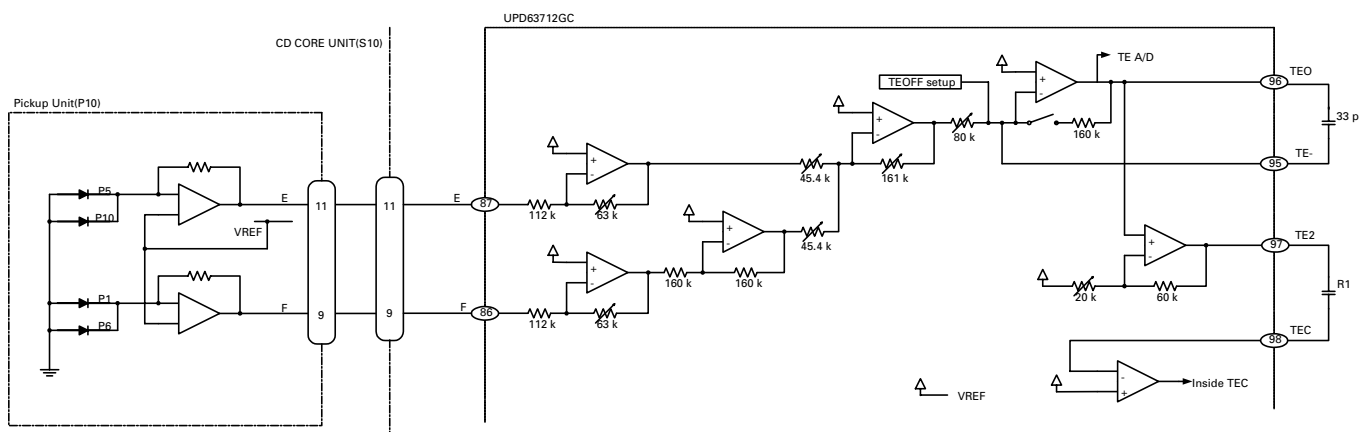 UPD63712GC
CD CORE UNIT(S10)
Pickup Unit(P10)
TE A/D
TEO
TEOFF setup
96
33 p
80 k
160 k
P5
TE-
95
45.4 k
161 k
E
11
11
E
87
P10
112 k
63 k
VREF
45.4 k
TE2
97
P1
160 k
160 k
20 k
60 k
R1
F
9
9
F
86
P6
112 k
63 k
TEC
98
Inside TEC
VREF